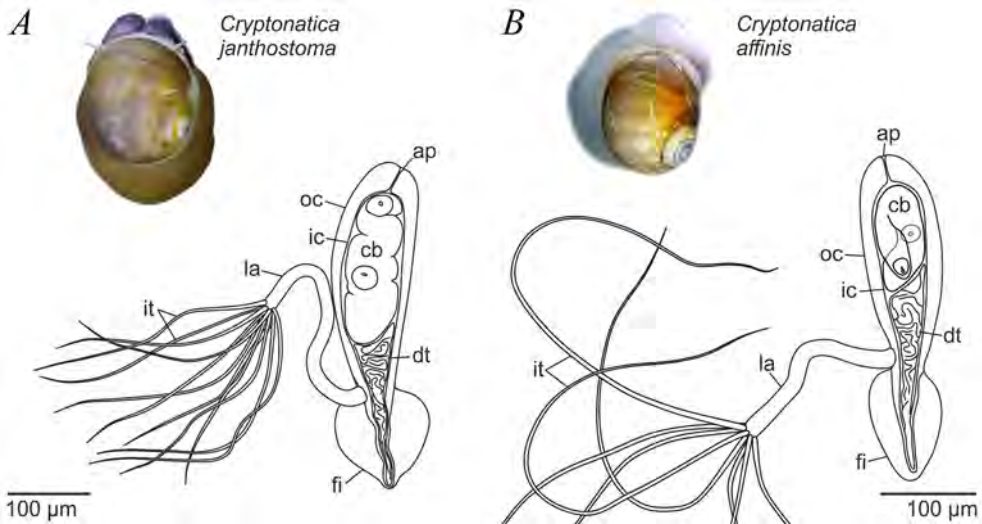 A
Cryptonatica
janthostoma
ap
oc
ic
cb
la
it
dt
fi
100 µm
B
Cryptonatica
affinis
ap
cb
oc
ic
dt
la
it
fi
100 µm